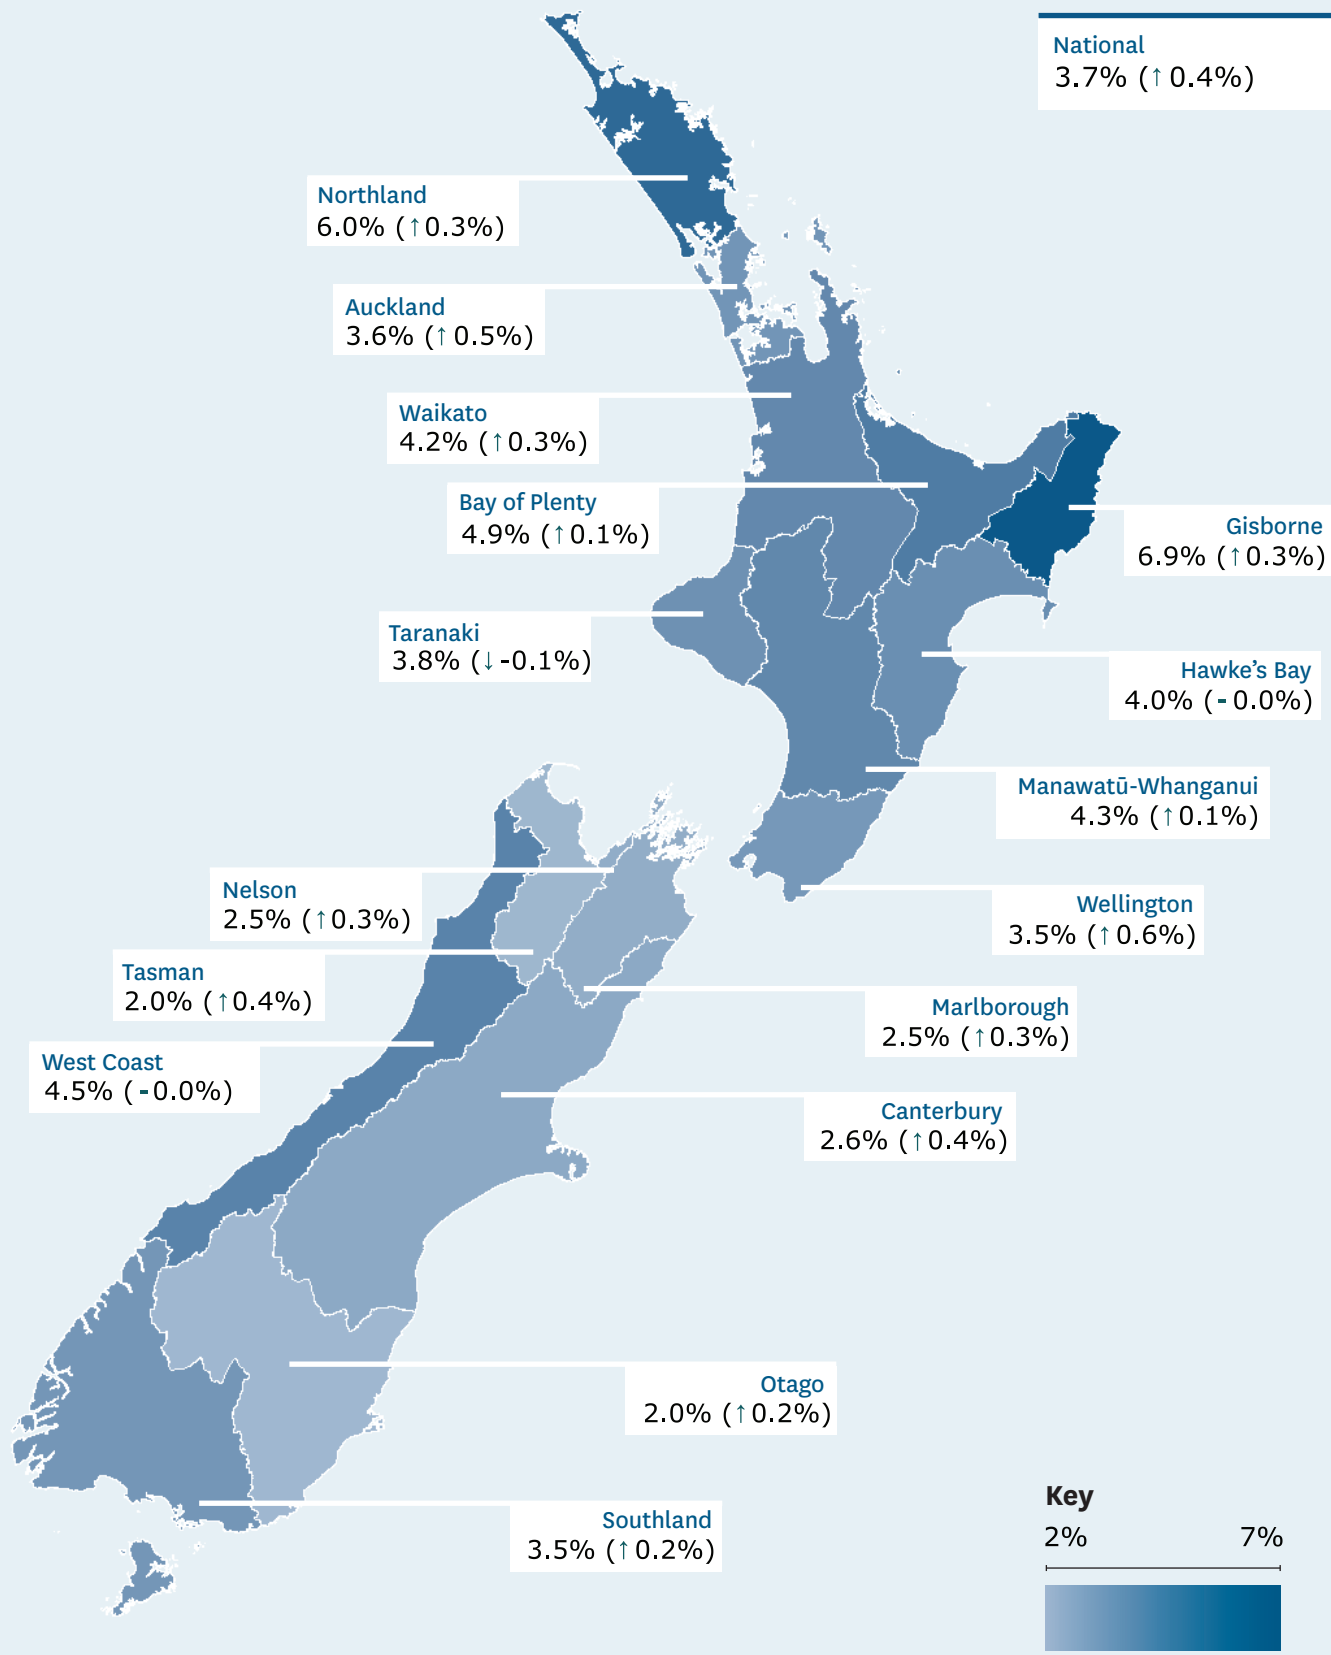 National
3.7% (↑ 0.4%)
Northland
6.0% (↑0.3%)
Auckland
3.6% (↑ 0.5%)
Waikato
4.2% (↑0.3%)
Bay of Plenty
4.9% (↑0.1%)
Gisborne
6.9% (↑0.3%)
Taranaki
3.8% (↓-0.1%)
Hawke’s Bay
4.0% (-0.0%)
Manawatū-Whanganui
4.3% (↑0.1%)
Nelson
2.5% (↑0.3%)
Wellington
3.5% (↑0.6%)
Tasman
2.0% (↑0.4%)
Marlborough
2.5% (↑0.3%)
West Coast
4.5% (-0.0%)
Canterbury
2.6% (↑0.4%)
Otago
2.0% (↑0.2%)
Southland
3.5% (↑0.2%)
Key
2% 7%